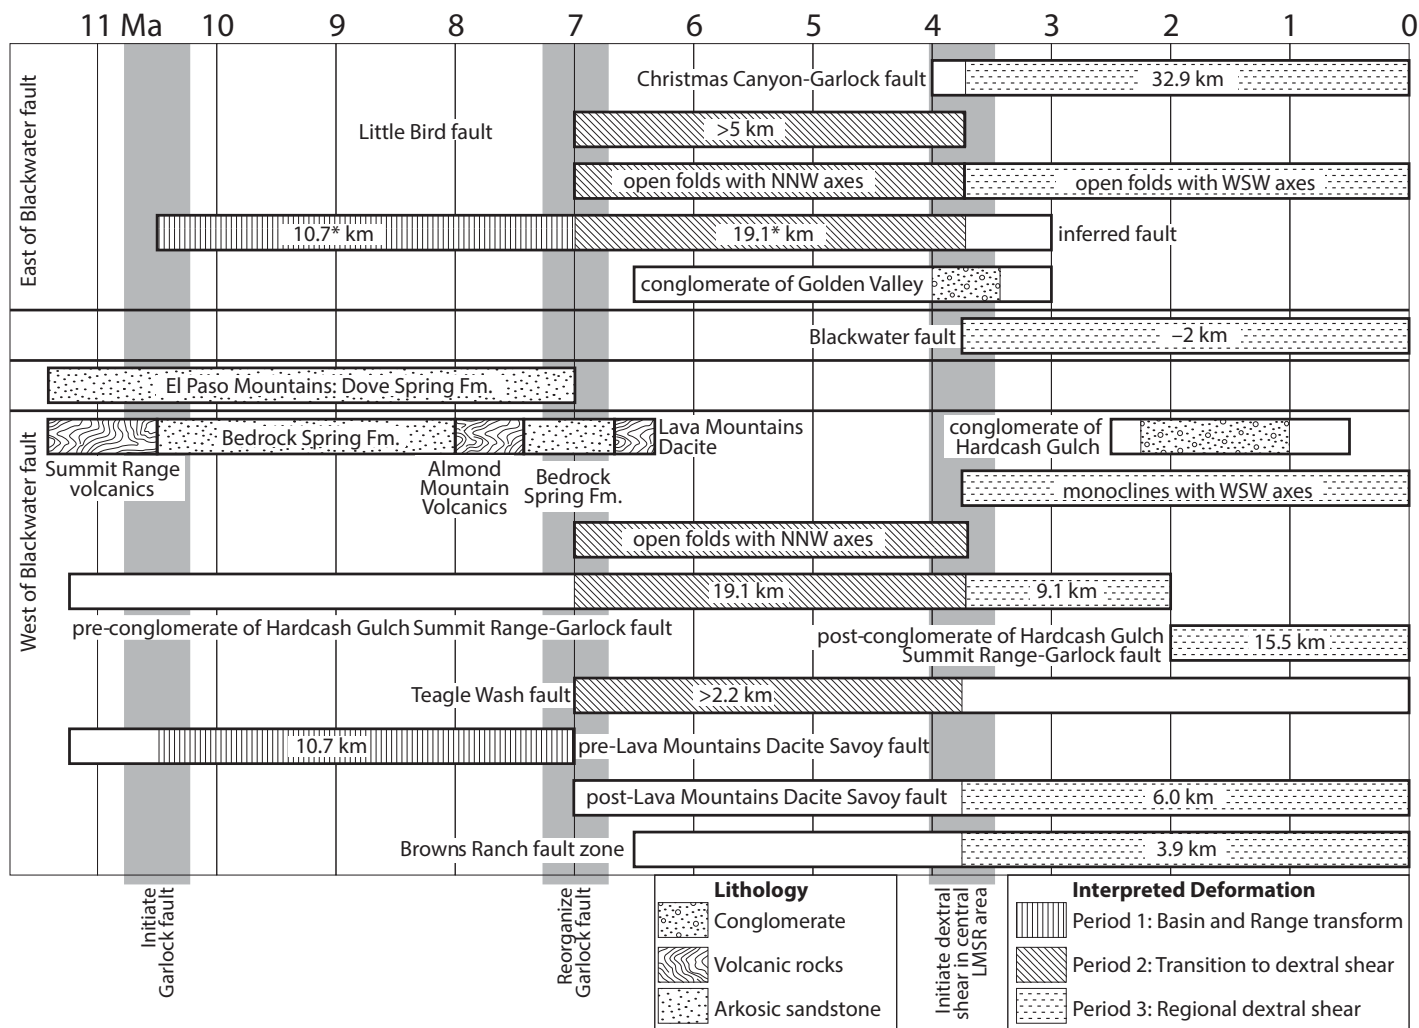 11 Ma 10 9 8 7 6 5 4 3 2 1 0
East of Blackwater fault
Christmas Canyon-Garlock fault 32.9 km
Little Bird fault >5 km
open folds with NNW axes open folds with WSW axes
10.7* km 19.1* km inferred fault
conglomerate of Golden Valley
Blackwater fault −2 km
El Paso Mountains: Dove Spring Fm.
West of Blackwater fault
Bedrock Spring Fm.
Lava Mountains
Dacite
conglomerate of
Hardcash Gulch
Summit Range
volcanics
Almond
Mountain
Volcanics
Bedrock
Spring Fm.
monoclines with WSW axes
open folds with NNW axes
19.1 km 9.1 km
pre-conglomerate of Hardcash Gulch Summit Range-Garlock fault
post-conglomerate of Hardcash Gulch
Summit Range-Garlock fault
15.5 km
Teagle Wash fault >2.2 km
10.7 km pre-Lava Mountains Dacite Savoy fault
post-Lava Mountains Dacite Savoy fault 6.0 km
Browns Ranch fault zone 3.9 km
Initiate
Garlock fault
Reorganize
Garlock fault
Lithology
Conglomerate
Volcanic rocks
Arkosic sandstone
Initiate dextral
shear in central
LMSR area
Interpreted Deformation
Period 1: Basin and Range transform
Period 2: Transition to dextral shear
Period 3: Regional dextral shear